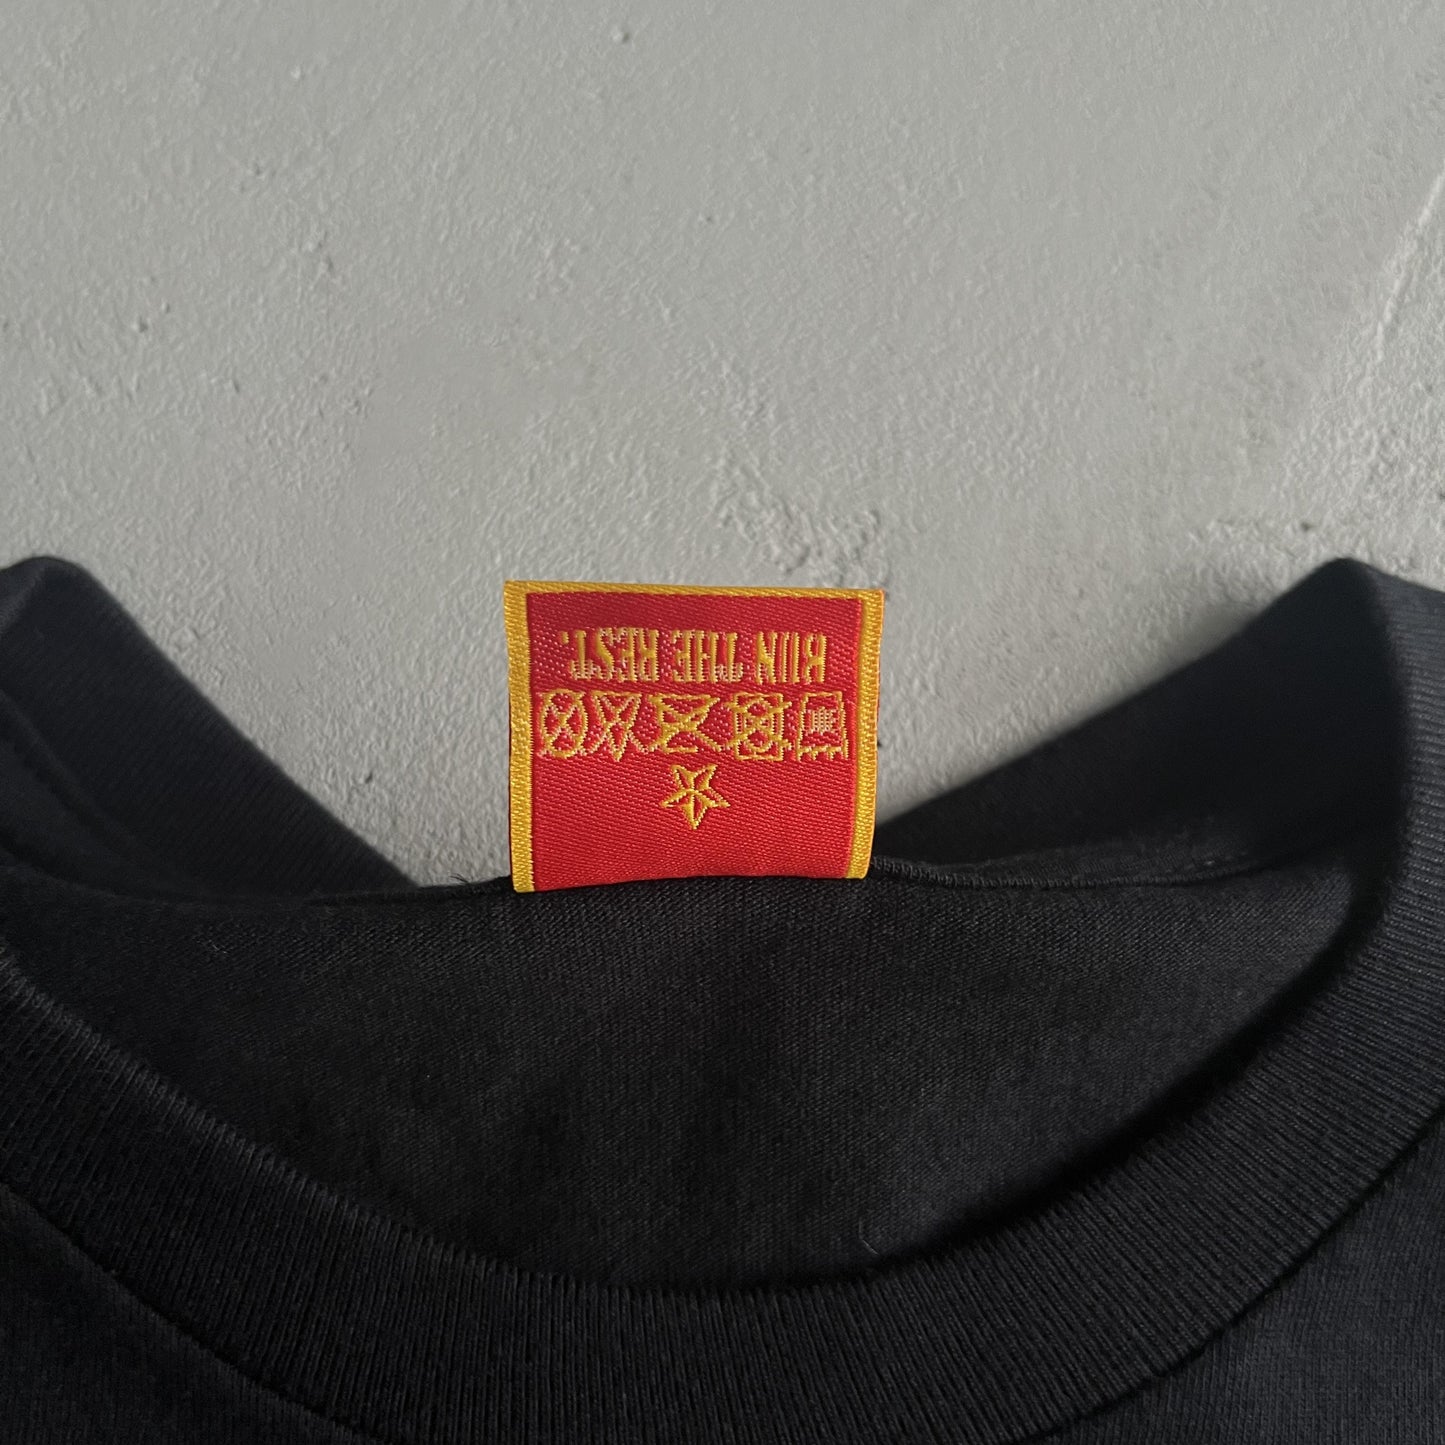 RUN THE REST.